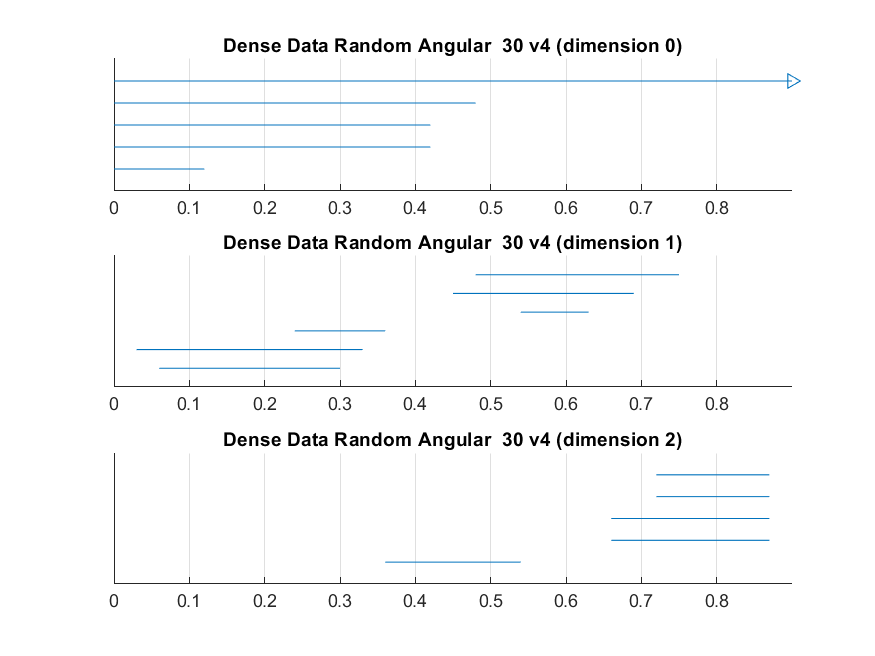 Dense Data Random Angular  30 v4 (dimension 0)
0 0.1 0.2 0.3 0.4 0.5 0.6 0.7 0.8
Dense Data Random Angular  30 v4 (dimension 1)
0 0.1 0.2 0.3 0.4 0.5 0.6 0.7 0.8
Dense Data Random Angular  30 v4 (dimension 2)
0 0.1 0.2 0.3 0.4 0.5 0.6 0.7 0.8